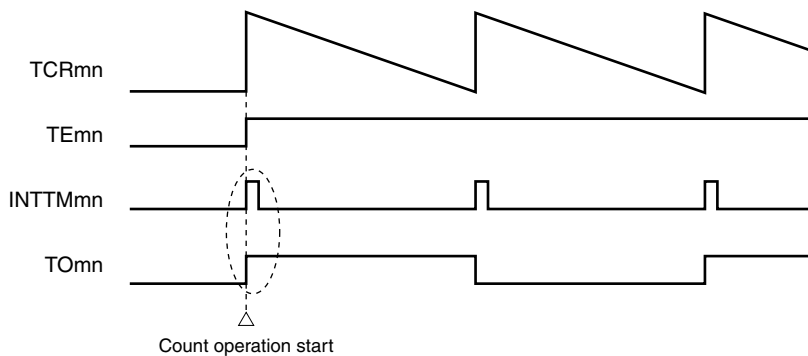 TCRmn
TEmn
INTTMmn
TOmn
Count operation start